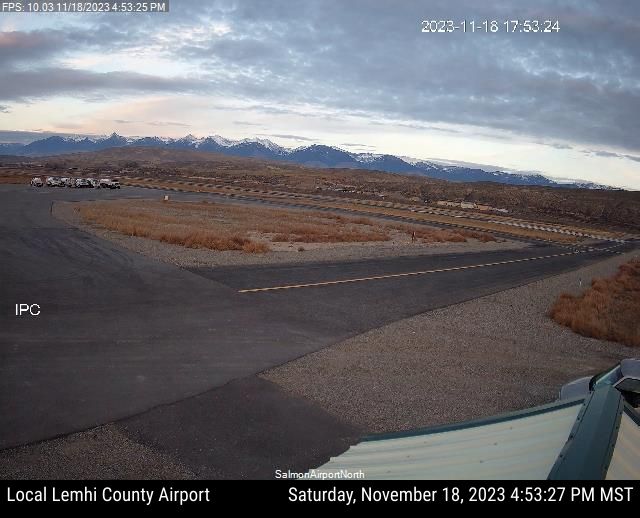 FPS: 10.03 11/18/2023 4:53:25 PM
2023-11-18 17:53:24
IPC
SalmonAirportNorth
Local Lemhi County Airport
Saturday, November 18, 2023 4:53:27 PM MST